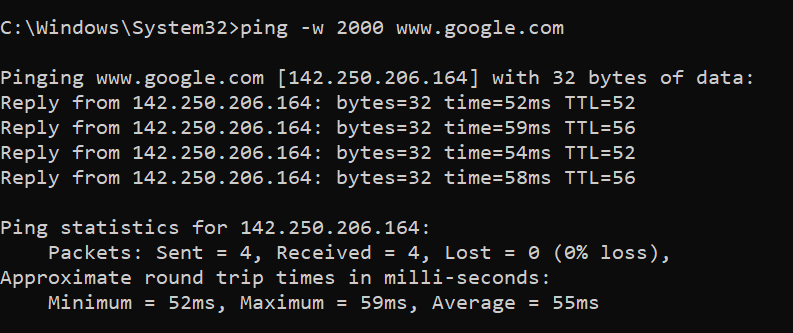 C:\Windows\System32>ping -w 2000 www.google.com
Pinging www.google.com [142.250.206.164] with 32 bytes of data:
Reply from 142.250.206.164: bytes=32 time=52ms TTL=52
Reply from 142.250.206.164: bytes=32 time=59ms TTL=56
Reply from 142.250.206.164: bytes=32 time=54ms TTL=52
Reply from 142.250.206.164: bytes=32 time=58ms TTL=56
Ping statistics for 142.250.206.164:
    Packets: Sent = 4, Received = 4, Lost = 0 (0% loss),
Approximate round trip times in milli-seconds:
    Minimum = 52ms, Maximum = 59ms, Average = 55ms